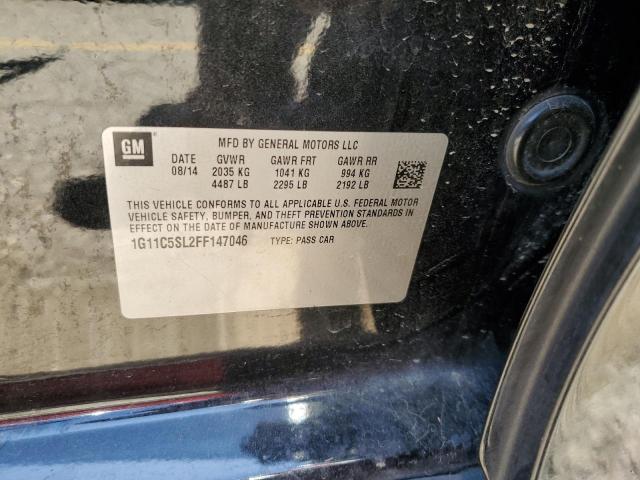 GM
MFD BY GENERAL MOTORS LLC
DATE GVWR GAWR FRT GAWR RR
08/14 2035 KG 1041 KG 994 KG
4487 LB 2295 LB 2192 LB
THIS VEHICLE CONFORMS TO ALL APPLICABLE U.S. FEDERAL MOTOR
VEHICLE SAFETY, BUMPER, AND THEFT PREVENTION STANDARDS IN
EFFECT ON THE DATE OF MANUFACTURE SHOWN ABOVE.
1G11C5SL2FF147046 TYPE: PASS CAR